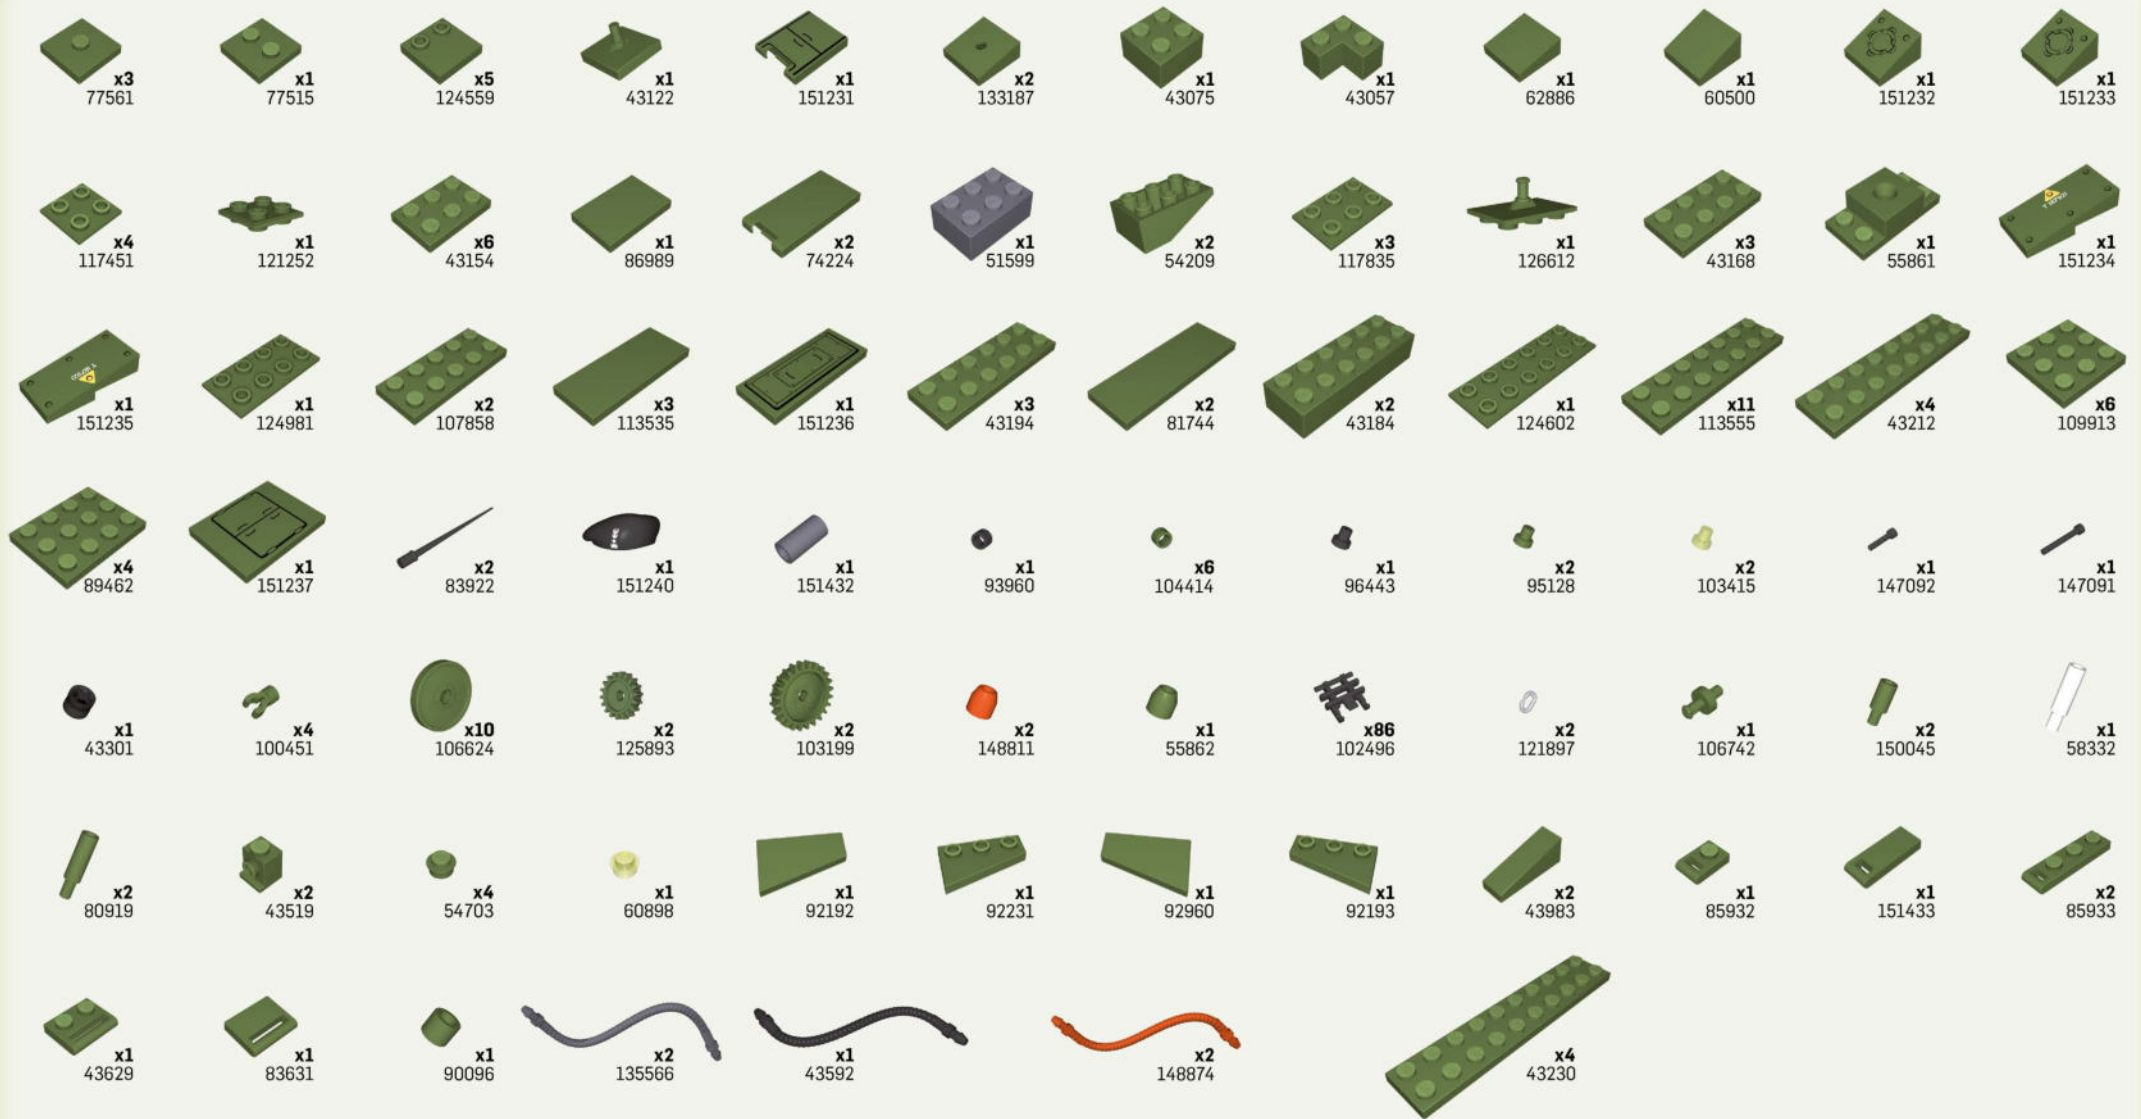 x3 x1 x5 x1 x1 x2 x1 x1 x1 x1 x1 x1
77561 77515 124559 43122 151231 133187 43075 43057 62886 60500 151232 151233
x4 x1 x6 x1 x2 x1 x2 x3 x1 x3 x1 x1
117451 121252 43154 86989 74224 51599 54209 117835 126612 43168 55861 151234
x1 x1 x2 x3 x1 x3 x2 x2 x1 x11 x4 x6
151235 124981 107858 113535 151236 43194 81744 43184 124602 113555 43212 109913
x4 x1 x2 x1 x1 x1 x6 x1 x2 x2 x1 x1
89462 151237 83922 151240 151432 93960 104414 96443 95128 103415 147092 147091
x1 x4 x10 x2 x2 x2 x1 x86 x2 x1 x2 x1
43301 100451 106624 125893 103199 148811 55862 102496 121897 106742 150045 58332
x2 x2 x4 x1 x1 x1 x1 x1 x2 x1 x1 x2
80919 43519 54703 60898 92192 92231 92960 92193 43983 85932 151433 85933
x1 x1 x1 x2 x1 x2 x4
43629 83631 90096 135566 43592 148874 43230